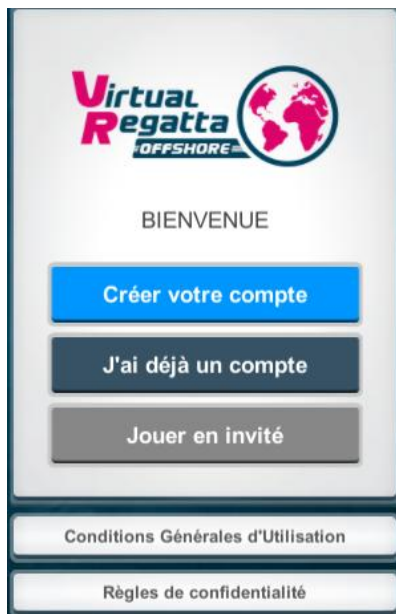 Virtual
Regatta
OFFSHORE
BIENVENUE
Créer votre compte
J'ai déjà un compte
Jouer en invité
Conditions Générales d'Utilisation
Règles de confidentialité